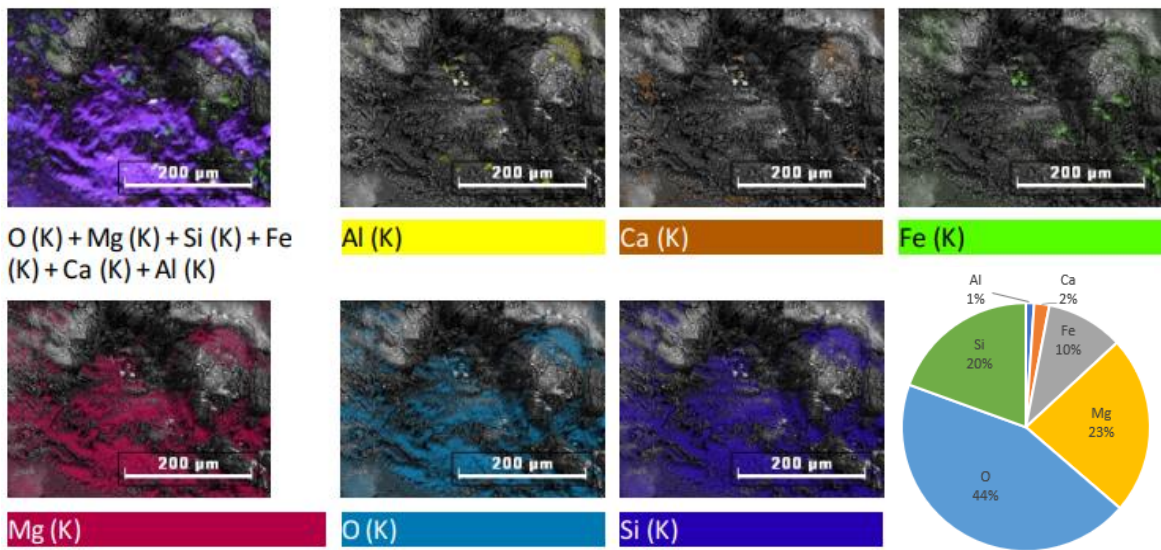 200 µm
200 µm
200 µm
200 µm
O (K) + Mg (K) + Si (K) + Fe
(K) + Ca (K) + Al (K)
Al (K)
Ca (K)
Fe (K)
200 µm
200 µm
200 µm
Mg (K)
O (K)
Si (K)
Al
1%
Ca
2%
Fe
10%
Si
20%
Mg
23%
O
44%